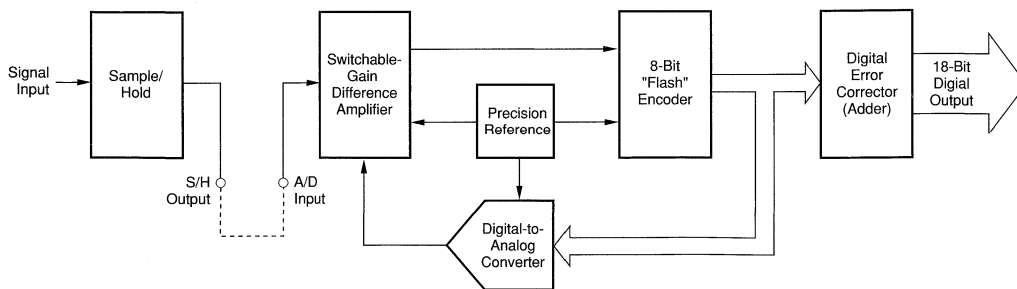 Signal
Input
Sample/
Hold
S/H
Output
A/D
Input
Switchable-
Gain
Difference
Amplifier
Precision
Reference
Digital-to-
Analog
Converter
8-Bit
"Flash"
Encoder
Digital
Error
Corrector
(Adder)
18-Bit
Digial
Output